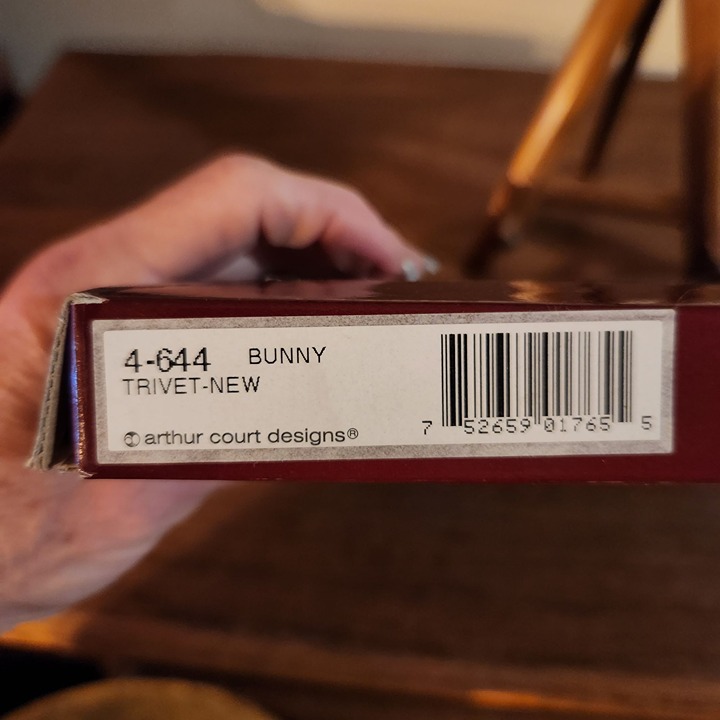 4-644 BUNNY
TRIVET-NEW
arthur court designs®
7 52659 01765 5